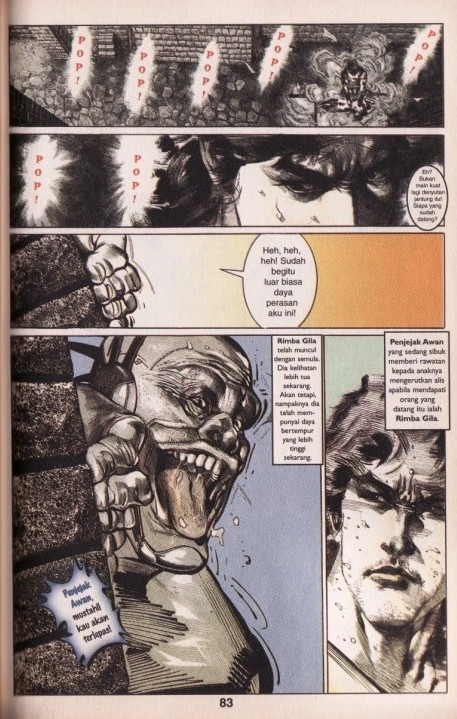 POP!
POP!
POP!
POP!
POP!
POP!
POP!
Eh?
Bukan
main kuat
lagi denyutan
jantung itu!
Siapa yang
sudah
datang?
Heh, heh,
heh! Sudah
begitu
luar biasa
daya
perasan
aku ini!
Rimba Gila
telah muncul
dengan semula.
Dia kelihatan
lebih tua
sekarang.
Akan tetapi,
nampaknya dia
telah mem-
punyai daya
bertempur
yang lebih
tinggi
sekarang.
Penjejak Awan
yang sedang sibuk
memberi rawatan
kepada anaknya
mengerutkan alis
apabila mendapati
orang yang
datang itu ialah
Rimba Gila.
Penjejak
Awan,
mustahil
kau akan
terlepas!
83